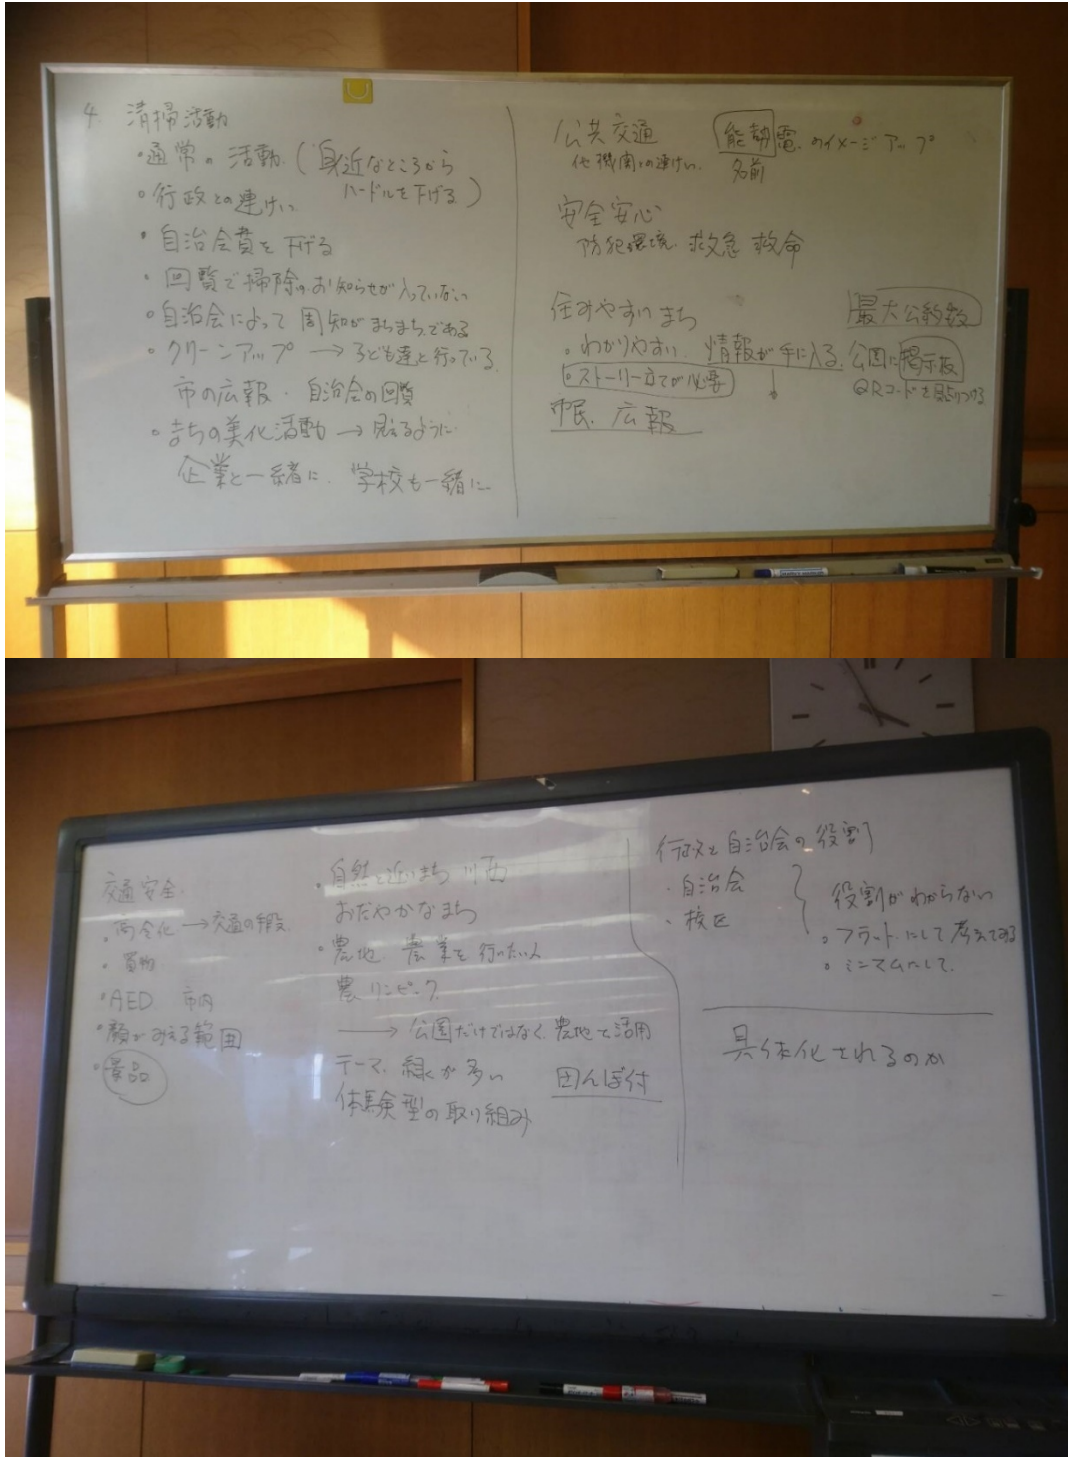 4. 清掃活動
・通常の活動 (身近なところから
ハードルを下げる)
・行政との連けい
・自治会費を下げる
・回覧で掃除のお知らせが入っていない
・自治会によって周知がまちまちである
・クリーンアップ → 子ども達と行っている
市の広報・自治会の回覧
・まちの美化活動 → 見えるように
企業と一緒に. 学校も一緒に
公共交通
他機関との連けい
能勢電のイメージアップ
名前
安全安心
防犯環境 救急 救命
住みやすいまち
最大公約数
・わかりやすい 情報が手に入る
・ストーリー立てが必要
公園に掲示板
QRコードを貼りつける
市民 広報
交通安全
・高令化 → 交通の手段
・買物
・AED 市内
・顔がみえる範囲
・景品
・自然と近いまち 川西
おだやかなまち
・農地 農業を行いたい人
農リンピック
→ 公園だけではなく 農地を活用
テーマ 緑が多い 田んぼ付
体験型の取り組み
行政と自治会の役割
・自治会
・校区
役割がわからない
・フラットにして考えてみる
・ミニマムにして
具体化されるのか